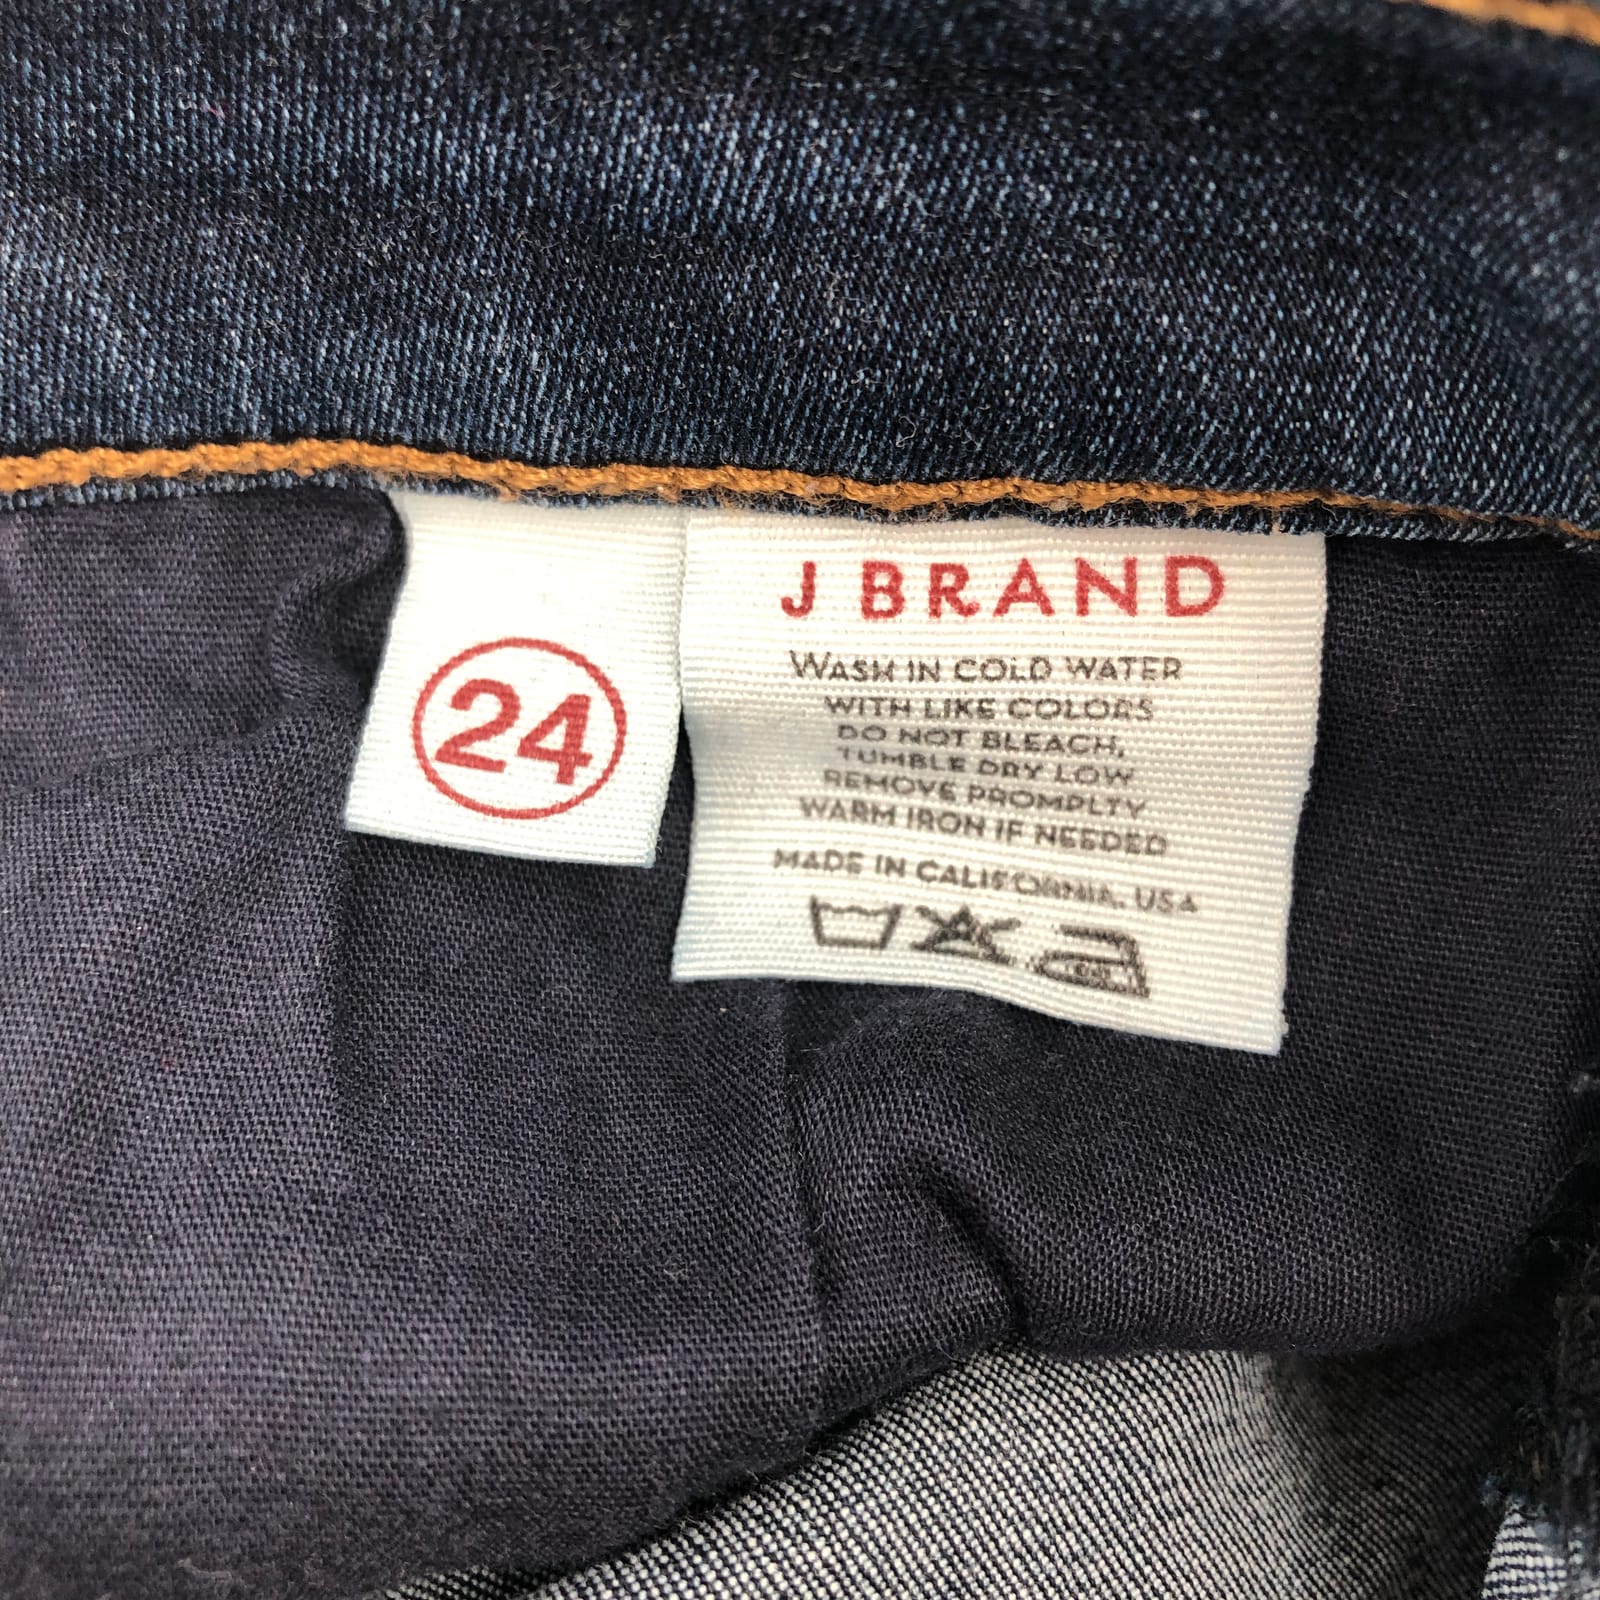 24
J BRAND
WASH IN COLD WATER
WITH LIKE COLORS
DO NOT BLEACH,
TUMBLE DRY LOW
REMOVE PROMPLTY
WARM IRON IF NEEDED
MADE IN CALIFORNIA, USA